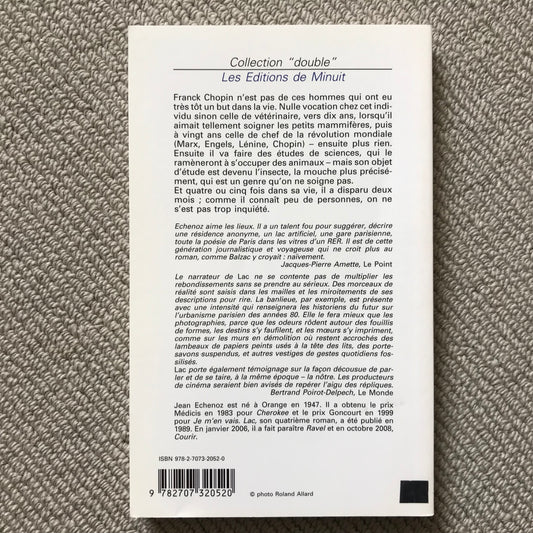 Collection "double"
Les Editions de Minuit
Franck Chopin n'est pas de ces hommes qui ont eu
très tôt un but dans la vie. Nulle vocation chez cet indi-
vidu sinon celle de vétérinaire, vers dix ans, lorsqu'il
aimait tellement soigner les petits mammifères, puis
à vingt ans celle de chef de la révolution mondiale
(Marx, Engels, Lénine, Chopin) – ensuite plus rien.
Ensuite il va faire des études de sciences, qui le
ramèneront à s'occuper des animaux – mais son objet
d'étude est devenu l'insecte, la mouche plus précisé-
ment, qui est un genre qu'on ne soigne pas.
Et quatre ou cinq fois dans sa vie, il a disparu deux
mois ; comme il connaît peu de personnes, on ne
s'est pas trop inquiété.
Echenoz aime les lieux. Il a un talent fou pour suggérer, décrire
une résidence anonyme, un lac artificiel, une gare parisienne,
toute la poésie de Paris dans les vitres d'un RER. Il est de cette
génération journalistique et voyageuse qui ne croit plus au
roman, comme Balzac y croyait : naïvement.
Jacques-Pierre Amette, Le Point
Le narrateur de Lac ne se contente pas de multiplier les
rebondissements sans se prendre au sérieux. Des morceaux de
réalité sont saisis dans les mailles et les miroitements de ses
descriptions pour rire. La banlieue, par exemple, est présente
avec une intensité qui renseignera les historiens du futur sur
l'urbanisme parisien des années 80. Elle le fera mieux que les
photographies, parce que les odeurs rôdent autour des fouillis
de formes, les destins s'y faufilent, et les mœurs s'y impriment,
comme sur les murs en démolition où restent accrochés des
lambeaux de papiers peints usés à la tête des lits, des porte-
savons suspendus, et autres vestiges de gestes quotidiens fos-
silisés.
Lac porte également témoignage sur la façon décousue de par-
ler et de se taire, à la même époque – la nôtre. Les producteurs
de cinéma seraient bien avisés de repérer l'aigu des répliques.
Bertrand Poirot-Delpech, Le Monde
Jean Echenoz est né à Orange en 1947. Il a obtenu le prix
Médicis en 1983 pour Cherokee et le prix Goncourt en 1999
pour Je m'en vais. Lac, son quatrième roman, a été publié en
1989. En janvier 2006, il a fait paraître Ravel et en octobre 2008,
Courir.
ISBN 978-2-7073-2052-0
9 782707 320520
© photo Roland Allard